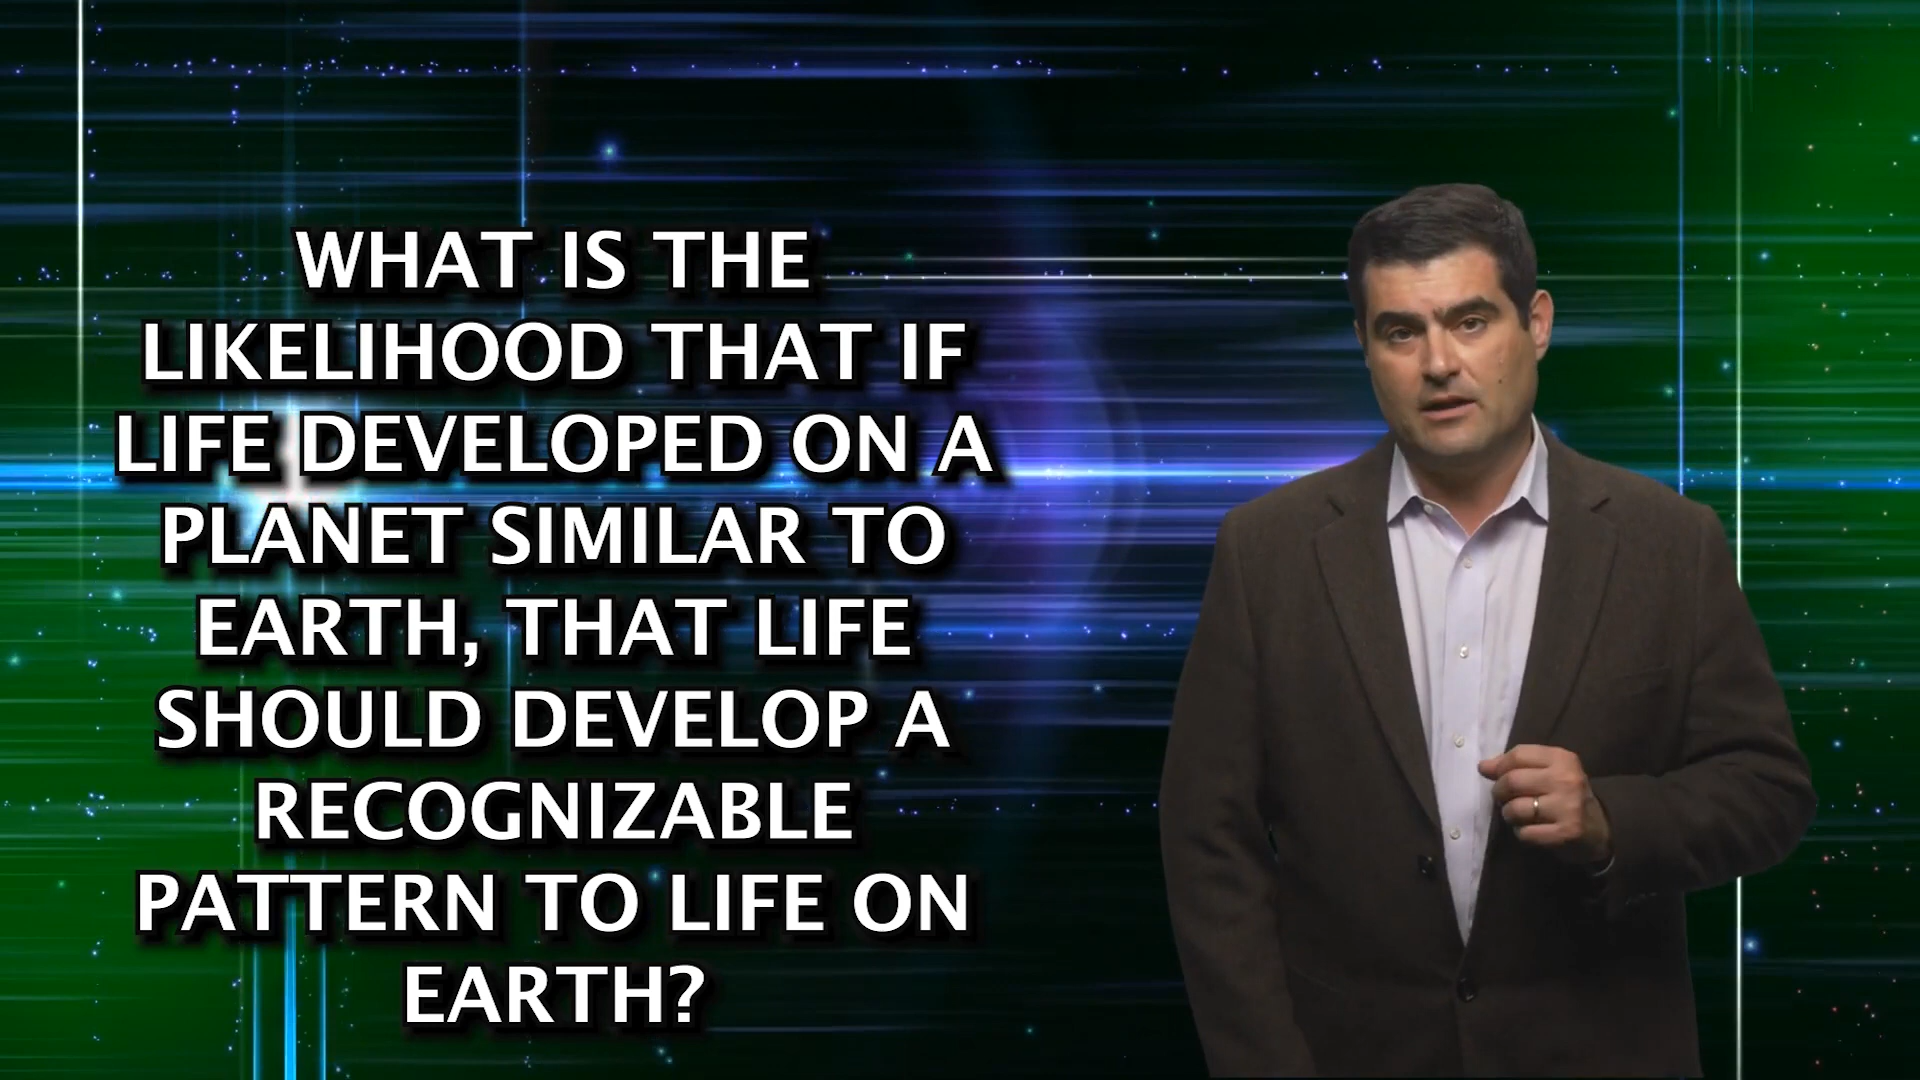 WHAT IS THE
LIKELIHOOD THAT IF
LIFE DEVELOPED ON A
PLANET SIMILAR TO
EARTH, THAT LIFE
SHOULD DEVELOP A
RECOGNIZABLE
PATTERN TO LIFE ON
EARTH?